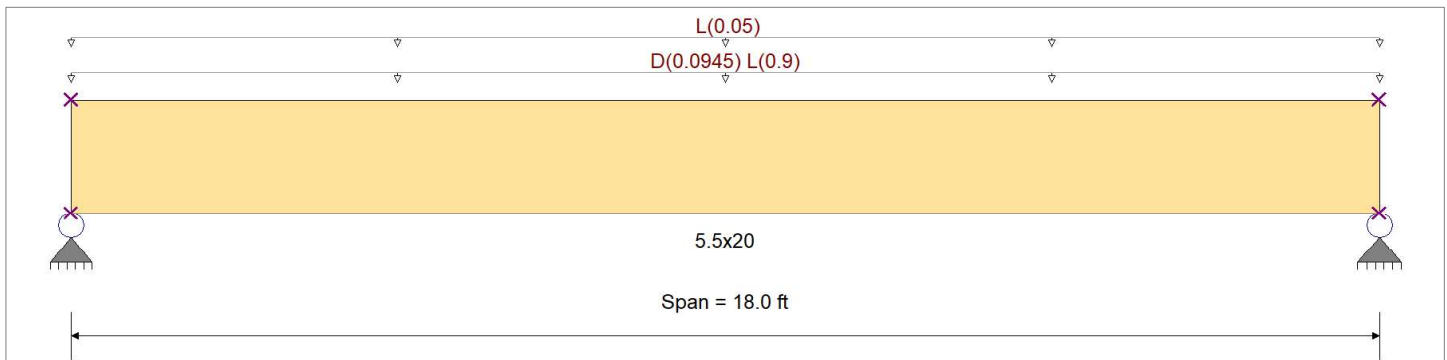 L(0.05)
D(0.0945) L(0.9)
5.5x20
Span = 18.0 ft